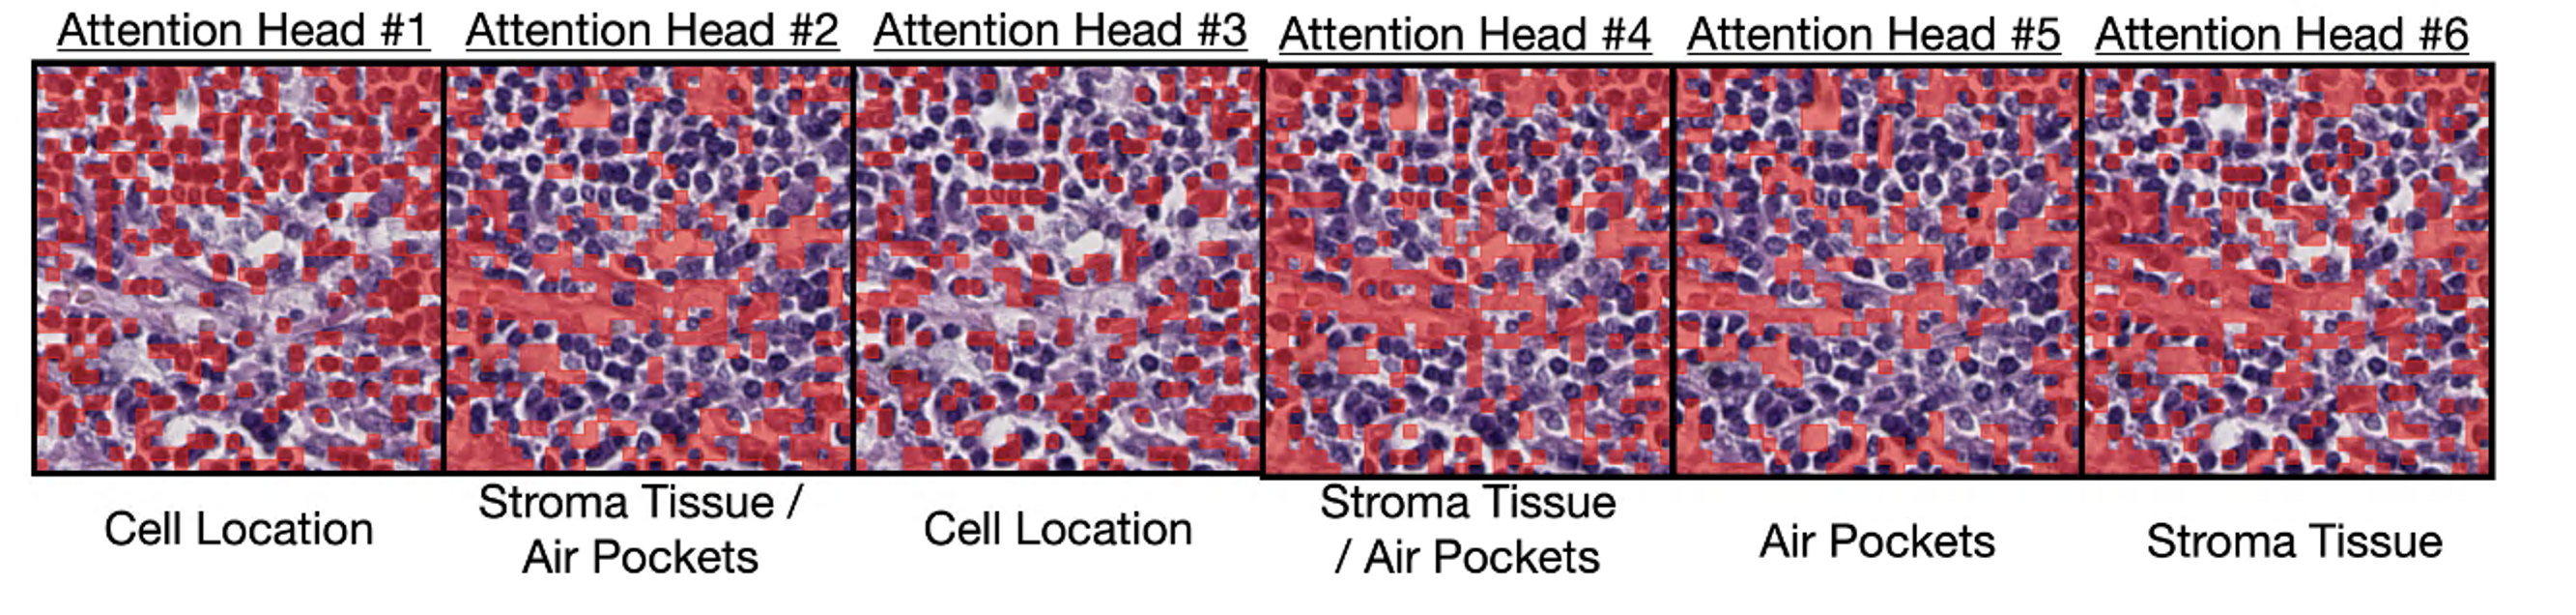 Attention Head #1
Attention Head #2
Attention Head #3
Attention Head #4
Attention Head #5
Attention Head #6
Cell Location
Stroma Tissue /
Air Pockets
Cell Location
Stroma Tissue
/ Air Pockets
Air Pockets
Stroma Tissue